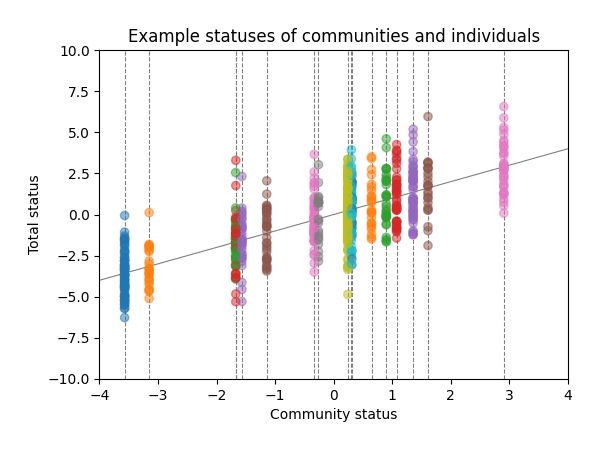 Example statuses of communities and individuals
10.0
7.5
5.0
2.5
0.0
−2.5
−5.0
−7.5
−10.0
Total status
−4 −3 −2 −1 0 1 2 3 4
Community status